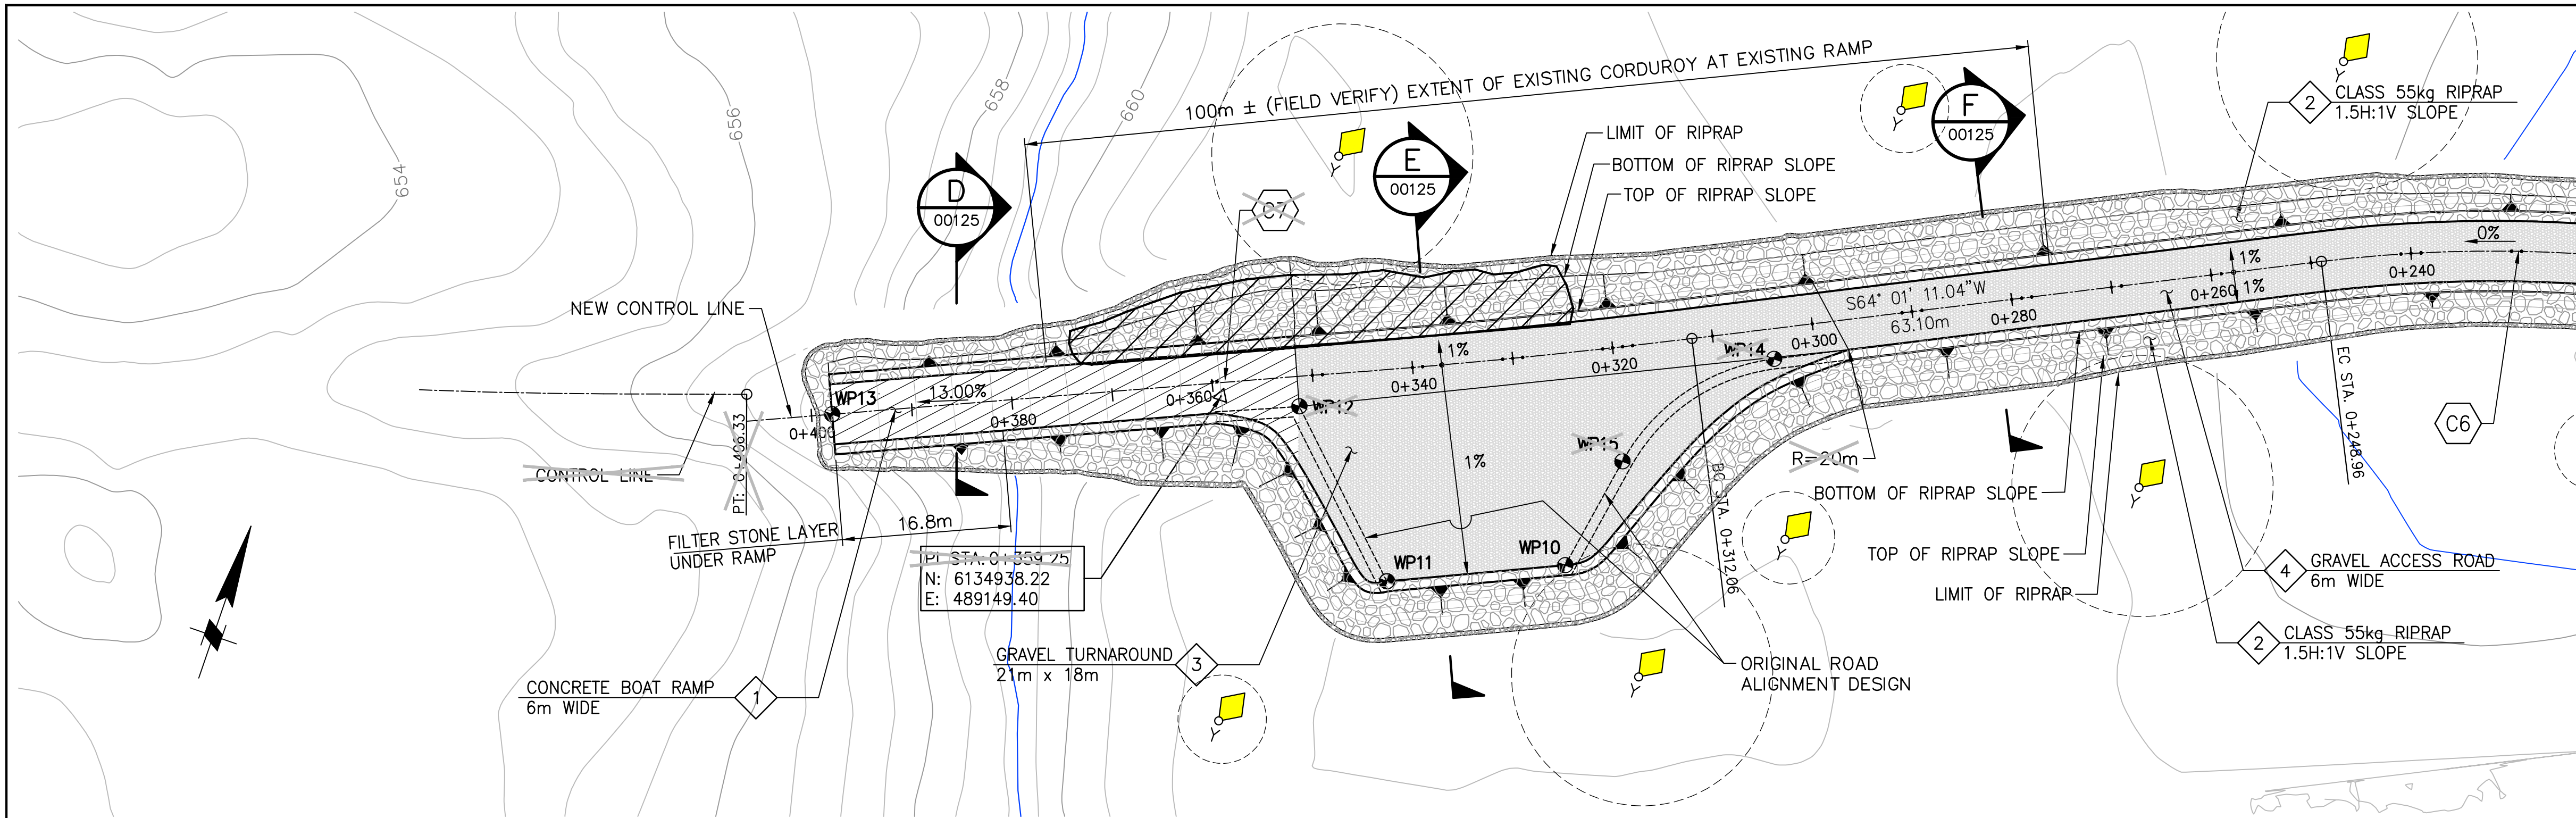 654
656
658
660
100m ± (FIELD VERIFY) EXTENT OF EXISTING CORDUROY AT EXISTING RAMP
D
00125
E
00125
F
00125
C7
LIMIT OF RIPRAP
BOTTOM OF RIPRAP SLOPE
TOP OF RIPRAP SLOPE
Y
Y
Y
2
CLASS 55kg RIPRAP
1.5H:1V SLOPE
NEW CONTROL LINE
WP13
13.00%
0+400
0+380
0+360
WP12
0+340
1%
0+320
WP14
0+300
S64° 01' 11.04"W
63.10m
0+280
0+260
1%
1%
0+240
0%
EC STA. 0+248.96
C6
CONTROL LINE
PT: 0+406.33
FILTER STONE LAYER
UNDER RAMP
16.8m
PI STA: 0+359.25
N: 6134938.22
E: 489149.40
1%
WP15
R=20m
BC STA. 0+312.06
WP11
WP10
BOTTOM OF RIPRAP SLOPE
TOP OF RIPRAP SLOPE
LIMIT OF RIPRAP
Y
Y
Y
Y
4
GRAVEL ACCESS ROAD
6m WIDE
2
CLASS 55kg RIPRAP
1.5H:1V SLOPE
GRAVEL TURNAROUND
21m x 18m
3
CONCRETE BOAT RAMP
6m WIDE
1
ORIGINAL ROAD
ALIGNMENT DESIGN